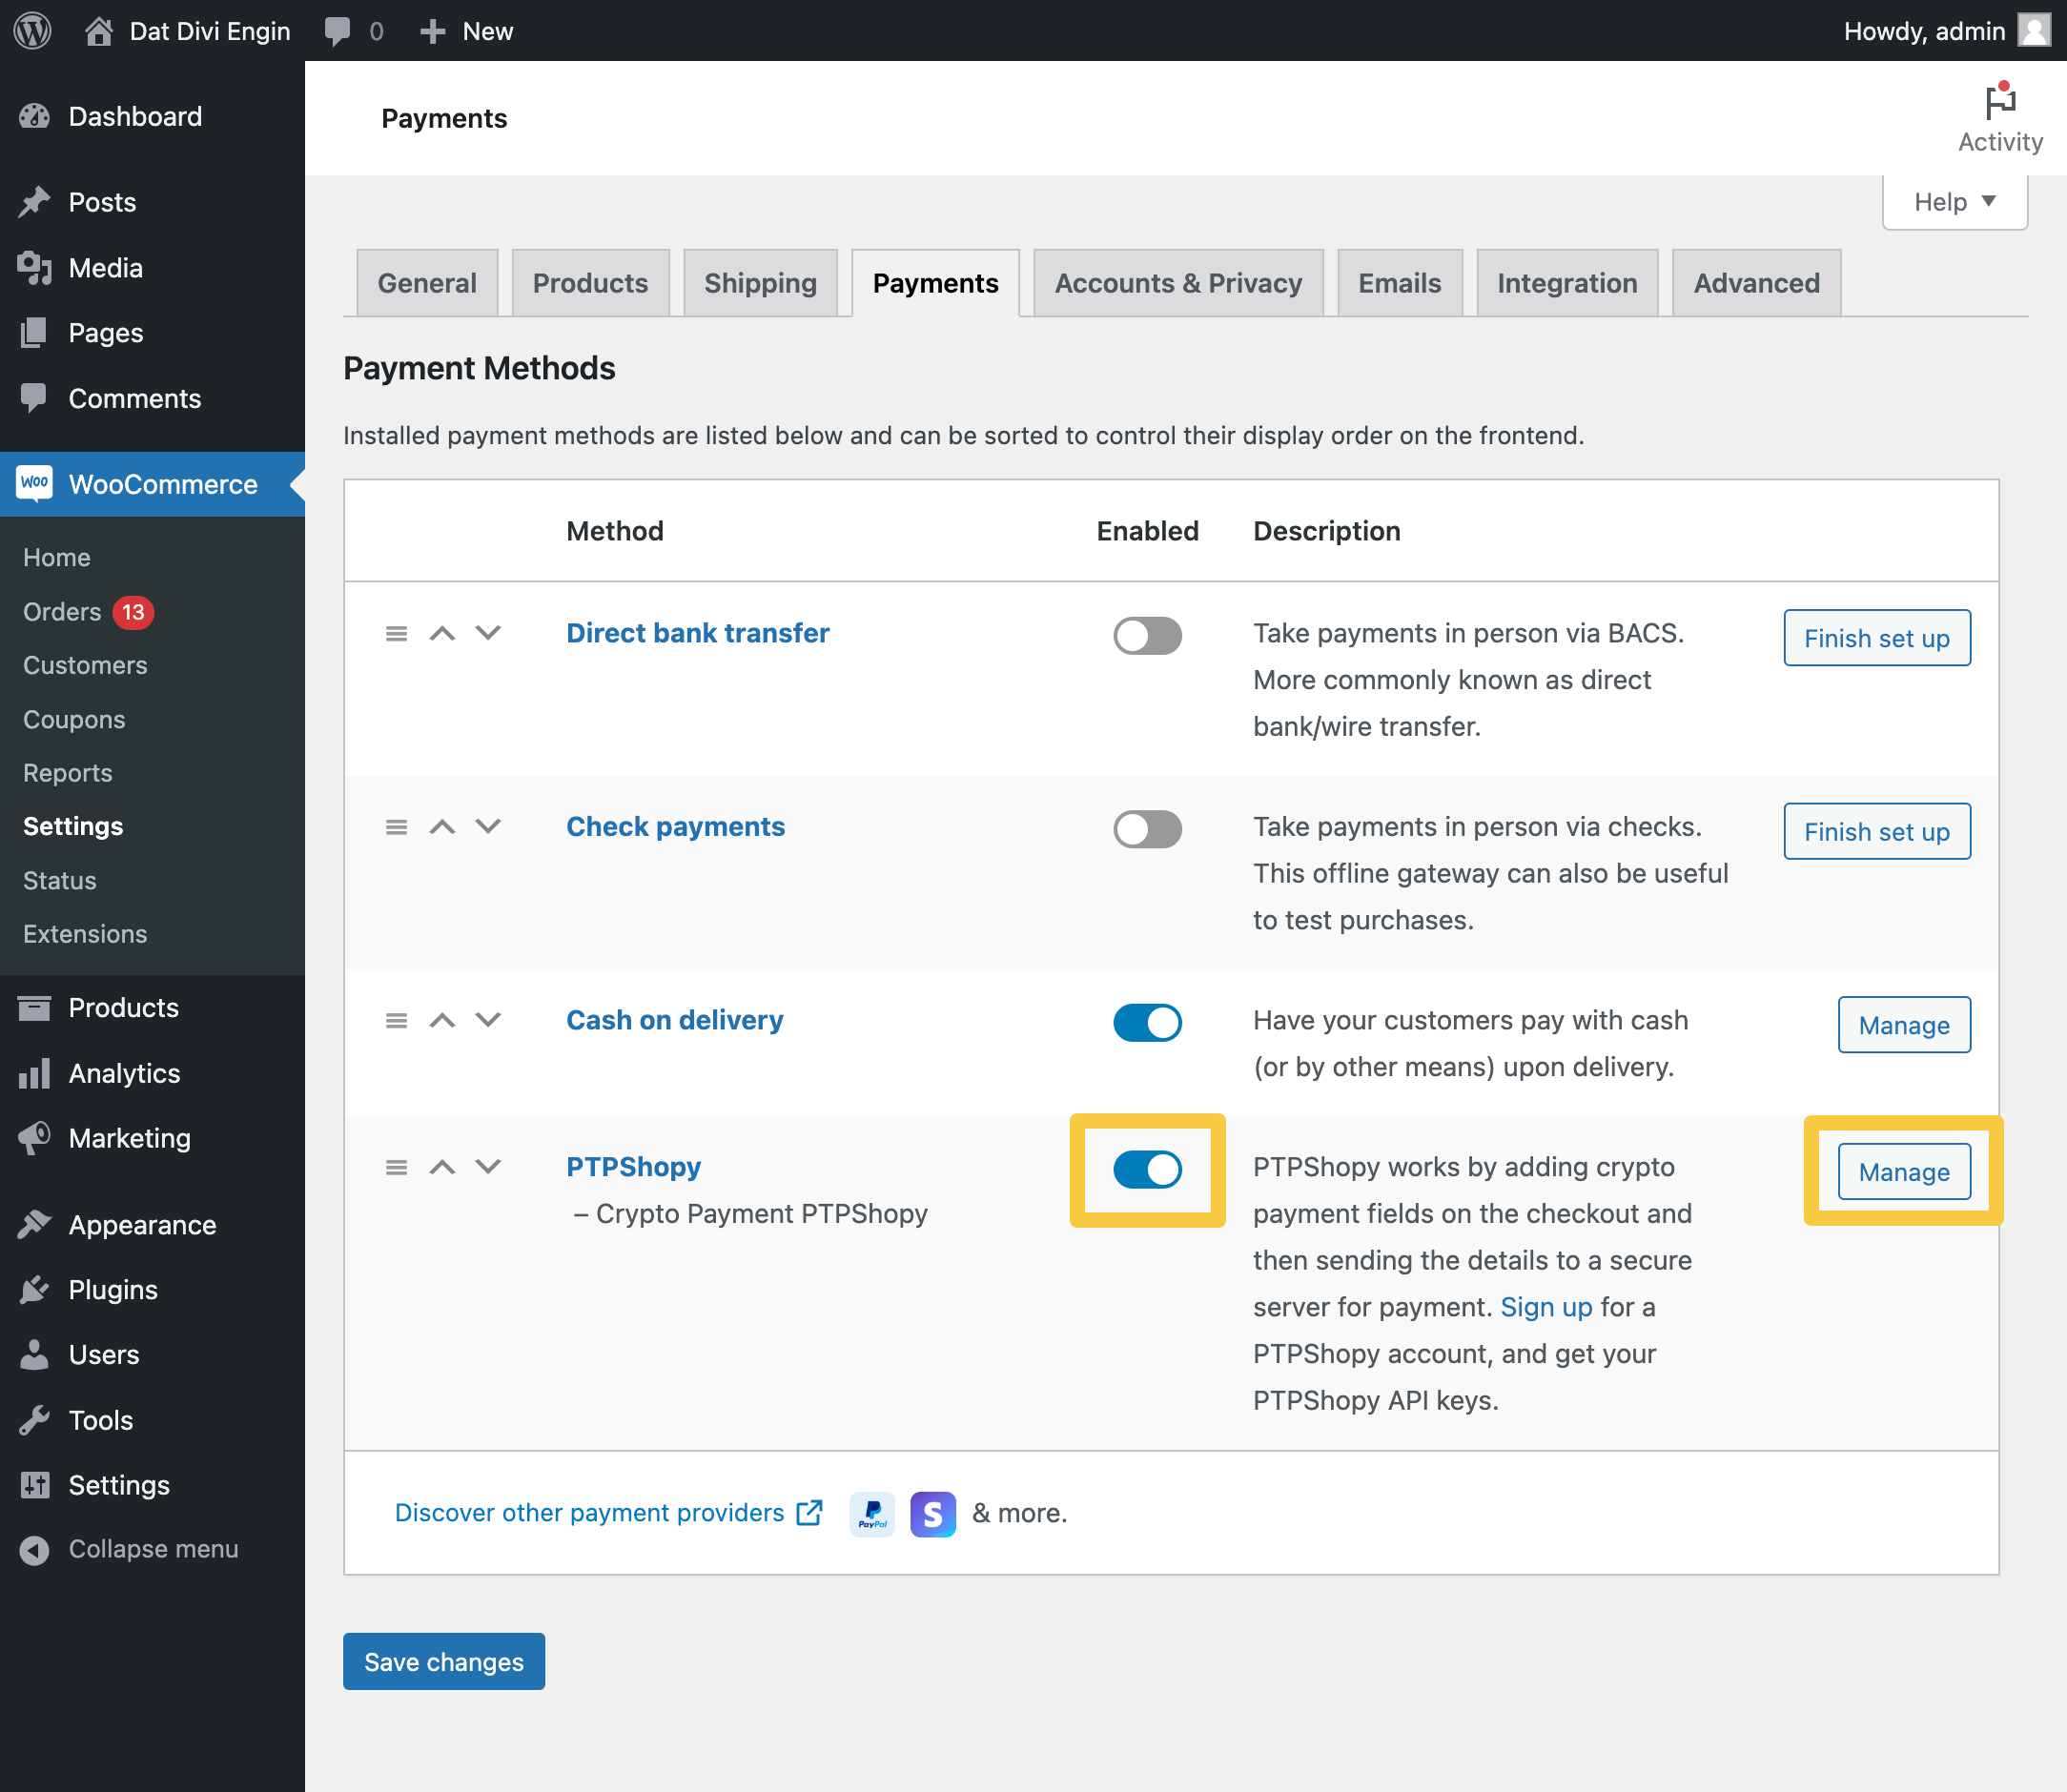 Dat Divi Engin 0 New Howdy, admin
Dashboard
Posts
Media
Pages
Comments
Woo WooCommerce
Home
Orders 13
Customers
Coupons
Reports
Settings
Status
Extensions
Products
Analytics
Marketing
Appearance
Plugins
Users
Tools
Settings
Collapse menu
Payments
Activity
Help
General Products Shipping Payments Accounts & Privacy Emails Integration Advanced
Payment Methods
Installed payment methods are listed below and can be sorted to control their display order on the frontend.
Method Enabled Description
Direct bank transfer
Take payments in person via BACS.
More commonly known as direct
bank/wire transfer.
Finish set up
Check payments
Take payments in person via checks.
This offline gateway can also be useful
to test purchases.
Finish set up
Cash on delivery
Have your customers pay with cash
(or by other means) upon delivery.
Manage
PTPShopy
– Crypto Payment PTPShopy
PTPShopy works by adding crypto
payment fields on the checkout and
then sending the details to a secure
server for payment. Sign up for a
PTPShopy account, and get your
PTPShopy API keys.
Manage
Discover other payment providers PayPal S & more.
Save changes